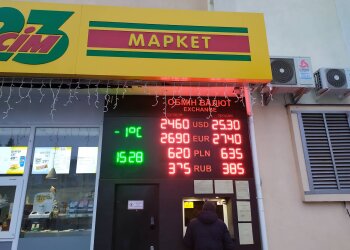 23
сім
МАРКЕТ
ОБМІН ВАЛЮТ
EXCHANGE
-1°C
2460 USD 2530
2690 EUR 2740
15:28
620 PLN 635
375 RUB 385